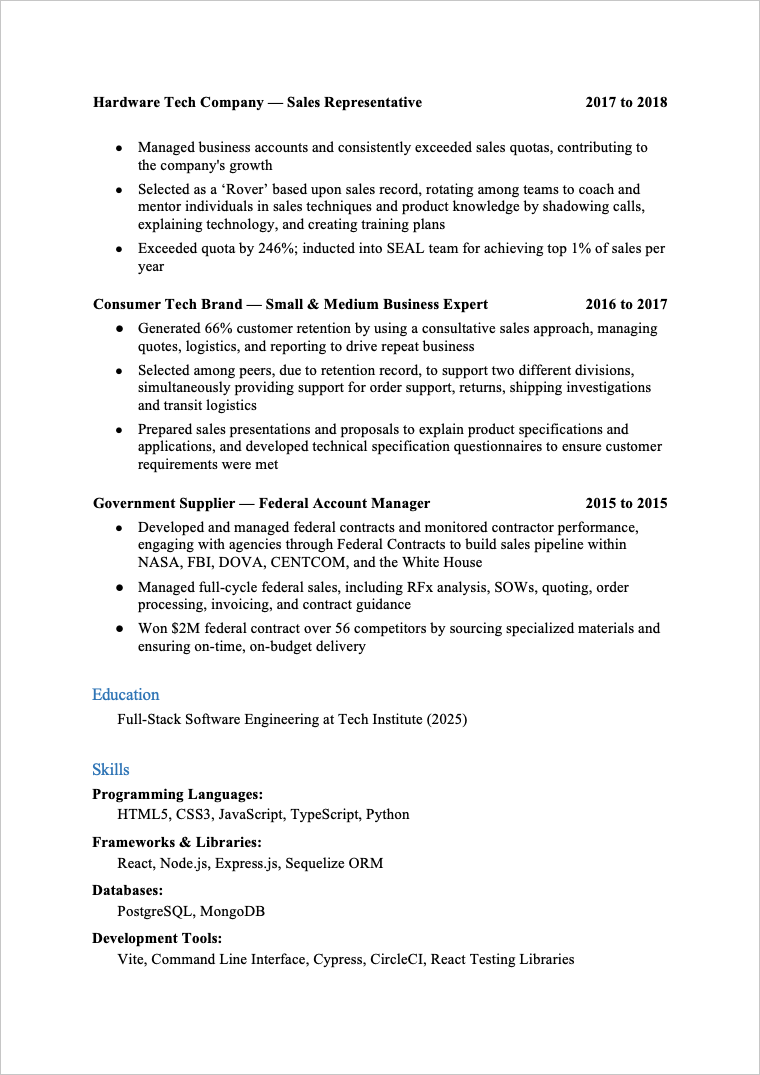 Hardware Tech Company — Sales Representative 2017 to 2018
● Managed business accounts and consistently exceeded sales quotas, contributing to
the company's growth
● Selected as a ‘Rover’ based upon sales record, rotating among teams to coach and
mentor individuals in sales techniques and product knowledge by shadowing calls,
explaining technology, and creating training plans
● Exceeded quota by 246%; inducted into SEAL team for achieving top 1% of sales per
year
Consumer Tech Brand — Small & Medium Business Expert 2016 to 2017
● Generated 66% customer retention by using a consultative sales approach, managing
quotes, logistics, and reporting to drive repeat business
● Selected among peers, due to retention record, to support two different divisions,
simultaneously providing support for order support, returns, shipping investigations
and transit logistics
● Prepared sales presentations and proposals to explain product specifications and
applications, and developed technical specification questionnaires to ensure customer
requirements were met
Government Supplier — Federal Account Manager 2015 to 2015
● Developed and managed federal contracts and monitored contractor performance,
engaging with agencies through Federal Contracts to build sales pipeline within
NASA, FBI, DOVA, CENTCOM, and the White House
● Managed full-cycle federal sales, including RFx analysis, SOWs, quoting, order
processing, invoicing, and contract guidance
● Won $2M federal contract over 56 competitors by sourcing specialized materials and
ensuring on-time, on-budget delivery
Education
Full-Stack Software Engineering at Tech Institute (2025)
Skills
Programming Languages:
HTML5, CSS3, JavaScript, TypeScript, Python
Frameworks & Libraries:
React, Node.js, Express.js, Sequelize ORM
Databases:
PostgreSQL, MongoDB
Development Tools:
Vite, Command Line Interface, Cypress, CircleCI, React Testing Libraries